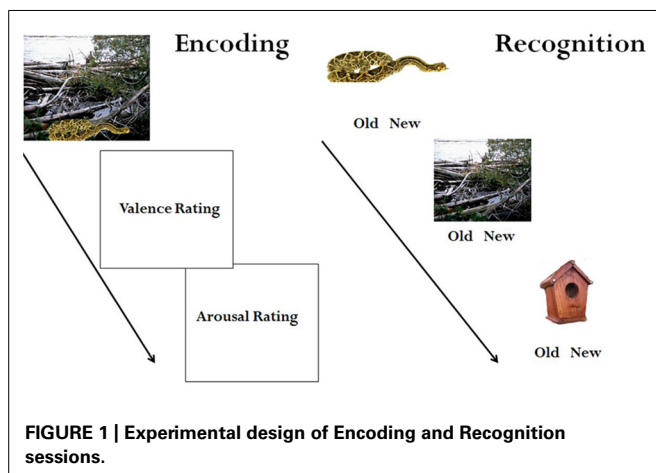 Encoding
Recognition
Old New
Valence Rating
Old New
Arousal Rating
Old New
FIGURE 1 | Experimental design of Encoding and Recognition
sessions.